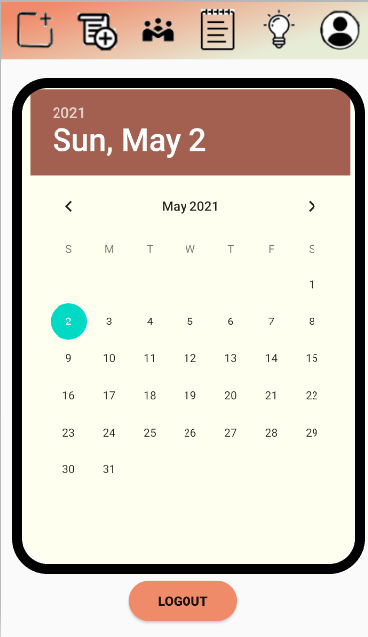 2021
Sun, May 2
May 2021
S M T W T F S
1
2 3 4 5 6 7 8
9 10 11 12 13 14 15
16 17 18 19 20 21 22
23 24 25 26 27 28 29
30 31
LOGOUT